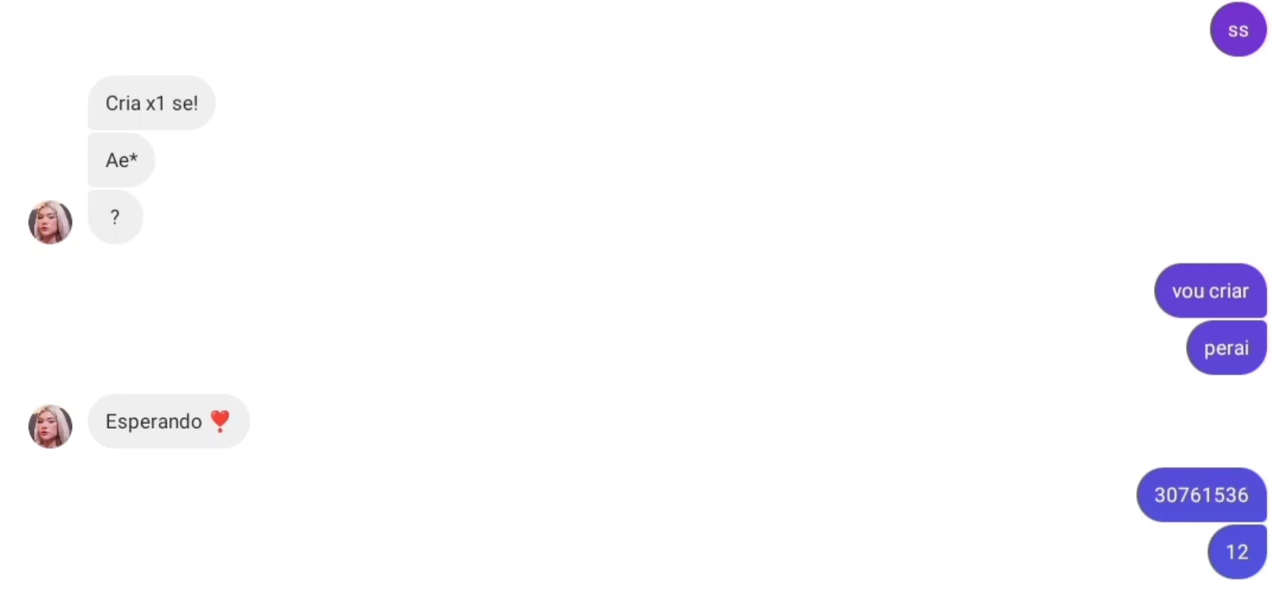 ss
Cria x1 se!
Ae*
?
vou criar
perai
Esperando ❣️
30761536
12